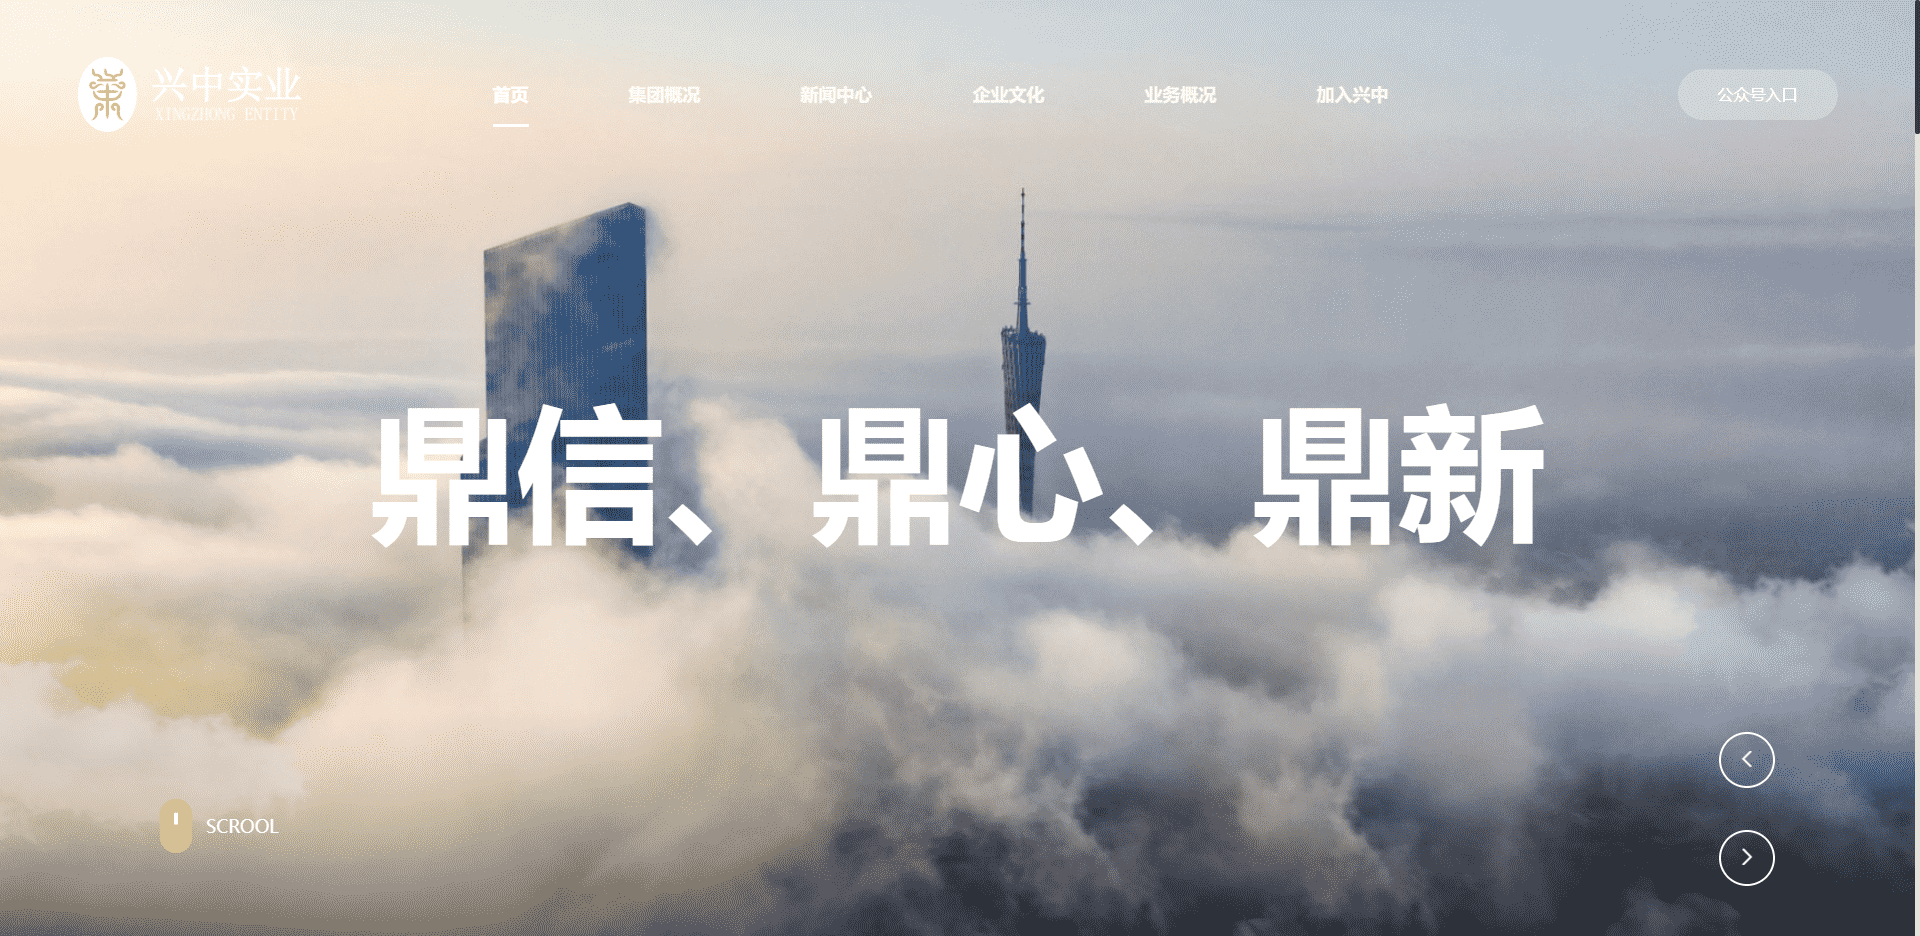 兴中实业
XINGZHONG ENTITY
首页 集团概况 新闻中心 企业文化 业务概况 加入兴中
公众号入口
鼎信、鼎心、鼎新
SCROOL